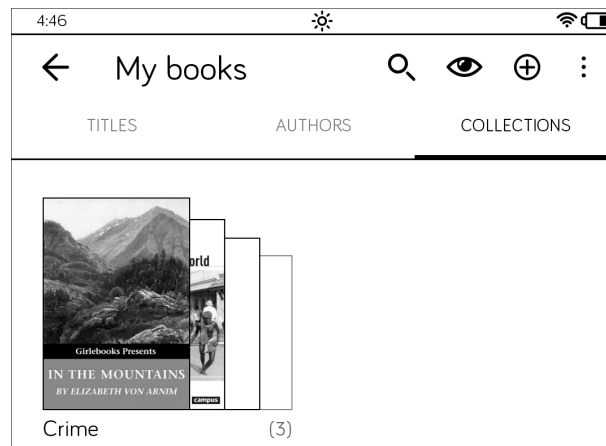 4:46
My books
TITLES AUTHORS COLLECTIONS
orld
Girlebooks Presents
IN THE MOUNTAINS
BY ELIZABETH VON ARNIM
campus
Crime (3)